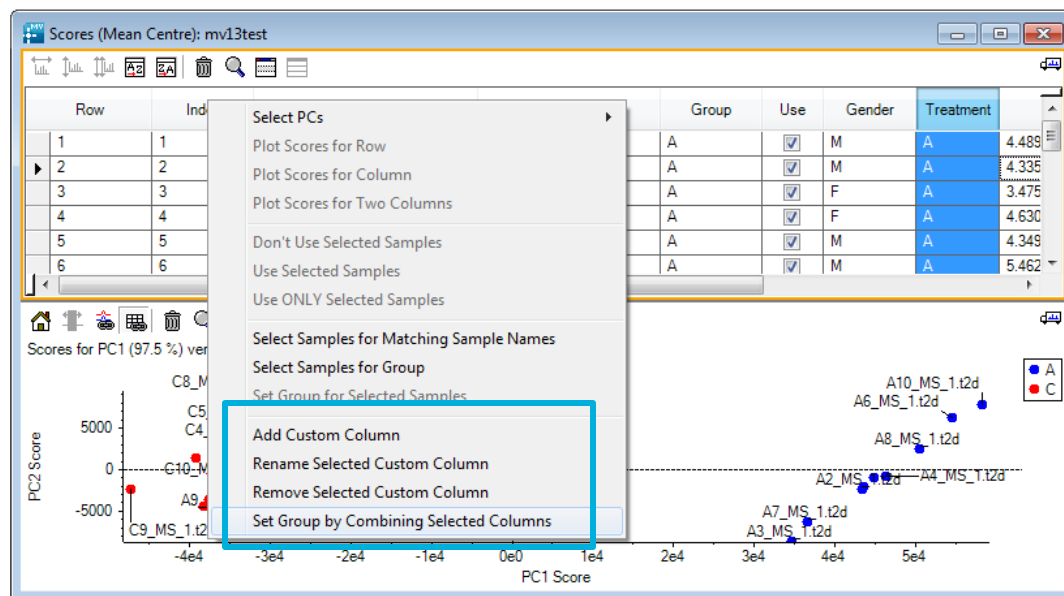 Scores (Mean Centre): mv13test
Row Group Use Gender Treatment
1 1 A M A 4.489
2 2 A M A 4.335
3 3 A F A 3.475
4 4 A F A 4.630
5 5 A M A 4.349
6 6 A M A 5.462
Select PCs
Plot Scores for Row
Plot Scores for Column
Plot Scores for Two Columns
Don't Use Selected Samples
Use Selected Samples
Use ONLY Selected Samples
Select Samples for Matching Sample Names
Select Samples for Group
Set Group for Selected Samples
Add Custom Column
Rename Selected Custom Column
Remove Selected Custom Column
Set Group by Combining Selected Columns
Scores for PC1 (97.5 %) ver
A
C
C8_M
C5
C4_
C10_M
A9
C9_MS_1.t2
A10_MS_1.t2d
A6_MS_1.t2d
A8_MS_1.t2d
A2_MS_1.t2d
A4_MS_1.t2d
A7_MS_1.t2d
A3_MS_1.t2d
PC2 Score
5000
0
-5000
-4e4 -3e4 -2e4 -1e4 0e0 1e4 2e4 3e4 4e4 5e4
PC1 Score